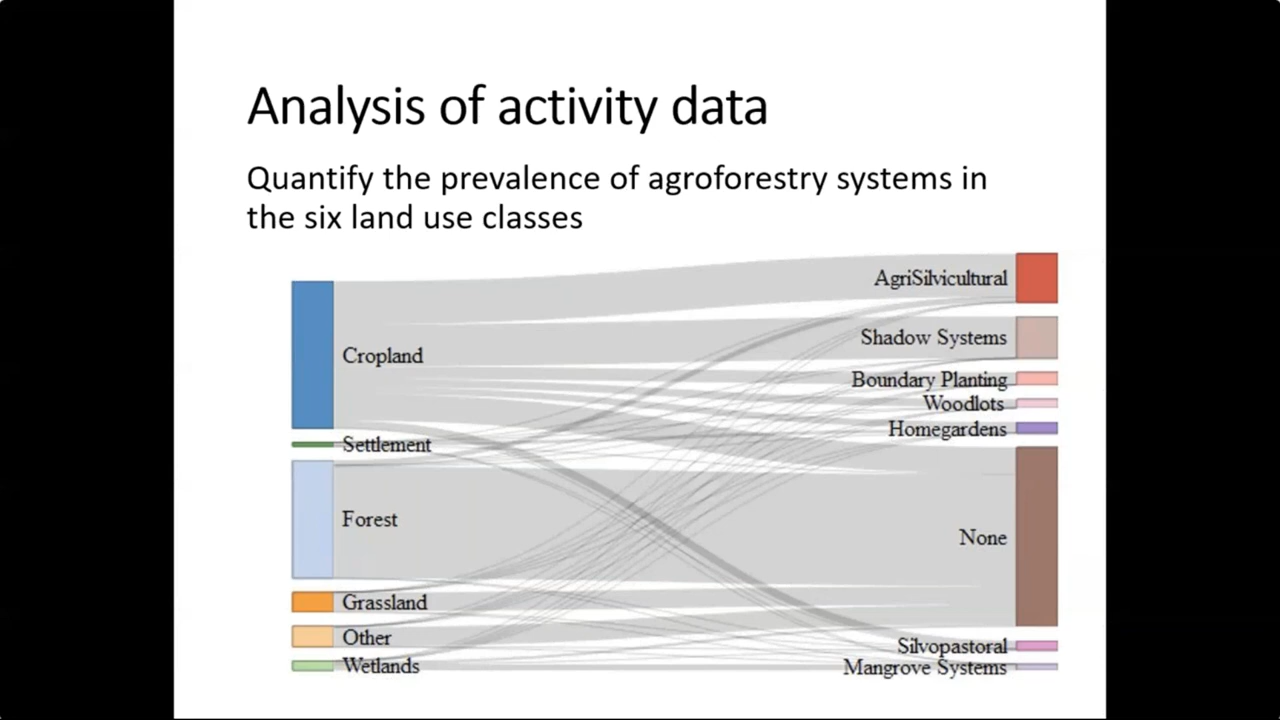 Analysis of activity data
Quantify the prevalence of agroforestry systems in
the six land use classes
Cropland
Settlement
Forest
Grassland
Other
Wetlands
AgriSilvicultural
Shadow Systems
Boundary Planting
Woodlots
Homegardens
None
Silvopastoral
Mangrove Systems